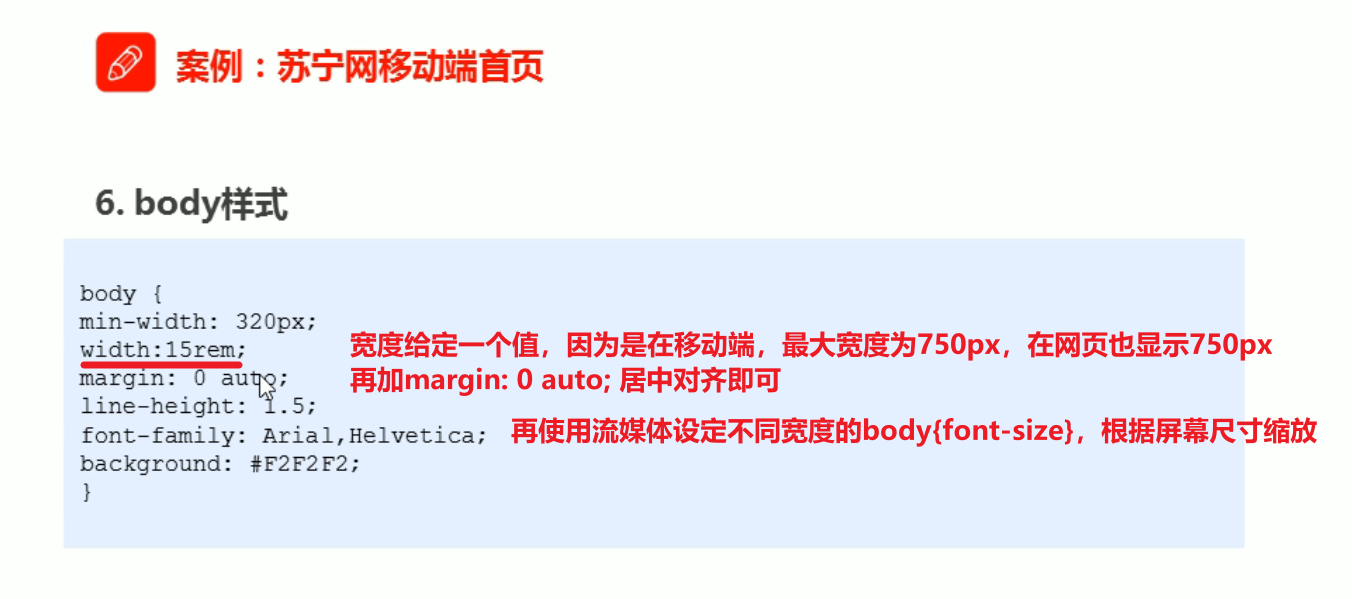 案例：苏宁网移动端首页
6. body样式
body {
min-width: 320px;
width:15rem;
宽度给定一个值，因为是在移动端，最大宽度为750px，在网页也显示750px
margin: 0 auto;
再加margin: 0 auto; 居中对齐即可
line-height: 1.5;
font-family: Arial,Helvetica;
再使用流媒体设定不同宽度的body{font-size}，根据屏幕尺寸缩放
background: #F2F2F2;
}